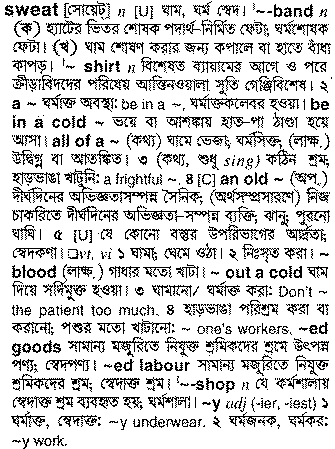 sweat [সোয়েট্] n [U] ঘাম, ঘর্ম স্বেদ। '~-band n
(ক) হ্যাটের ভিতর শোষক পদার্থ-নির্মিত ফেটা; ঘর্মশোষক
ফেটা। (খ) ঘাম শোষণ করার জন্য কপালে বা হাতে বাঁধা
কাপড়। '~ shirt n বিশেষত ব্যায়ামের আগে ও পরে
ক্রীড়াবিদদের পরিধেয় আস্তিনওয়ালা সুতি গেঞ্জিবিশেষ। ২
a ~ ঘর্মাক্ত অবস্থা: be in a ~, ঘর্মাক্তকলেবর হওয়া। be
in a cold ~ ভয়ে বা আশঙ্কায় হাত-পা ঠাণ্ডা হয়ে
আসা। all of a ~ (কথ্য) ঘামে ভেজা; ঘর্মসিক্ত; (লাক্ষ.)
উদ্বিগ্ন বা আতঙ্কিত। ৩ (কথ্য, শুধু sing) কঠিন শ্রম,
হাড়ভাঙা খাটুনি: a frightful ~. ৪ [C] an old ~ (অপ.)
দীর্ঘদিনের অভিজ্ঞতাসম্পন্ন সৈনিক; (অর্থসম্প্রসারণে) নিজ
চাকরিতে দীর্ঘদিনের অভিজ্ঞতা-সম্পন্ন ব্যক্তি; ঝানু; পুরনো
ঘাঘি। ৫ [U] যে কোনো বস্তুর উপরিভাগের আর্দ্রতা;
স্বেদকণা। □vt, vi ১ ঘামা; ঘেমে ওঠা। ২ নিঃসৃত করা। ~
blood (লাক্ষ.) গাধার মতো খাটা। ~ out a cold ঘাম
দিয়ে সর্দিমুক্ত হওয়া। ৩ ঘামানো/ ঘর্মাক্ত করা: Don't ~
the patient too much. ৪ হাড়ভাঙা পরিশ্রম করা বা
করানো; পশুর মতো খাটানো: ~ one's workers. ~ed
goods সামান্য মজুরিতে নিযুক্ত শ্রমিকদের শ্রমে উৎপন্ন
পণ্য; স্বেদপণ্য। ~ed labour সামান্য মজুরিতে নিযুক্ত
শ্রমিকদের শ্রম; স্বেদাক্ত শ্রম। '~-shop n যে কর্মশালায়
স্বেদাক্ত শ্রম ব্যবহৃত হয়; ঘর্মশালা। ~y adj (-ier, -iest) ১
ঘর্মাক্ত, স্বেদাক্ত: ~y underwear. ২ ঘর্মজনক, ঘর্মকর:
~y work.